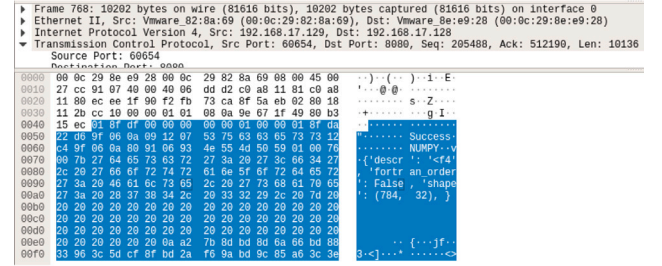 Frame 768: 10202 bytes on wire (81616 bits), 10202 bytes captured (81616 bits) on interface 0
Ethernet II, Src: Vmware_82:8a:69 (00:0c:29:82:8a:69), Dst: Vmware_8e:e9:28 (00:0c:29:8e:e9:28)
Internet Protocol Version 4, Src: 192.168.17.129, Dst: 192.168.17.128
Transmission Control Protocol, Src Port: 60654, Dst Port: 8080, Seq: 205488, Ack: 512190, Len: 10136
Source Port: 60654
Destination Port: 8080
0000 00 0c 29 8e e9 28 00 0c 29 82 8a 69 08 00 45 00 ··)··(·· )··i··E·
0010 27 cc 91 07 40 00 40 06 dd d2 c0 a8 11 81 c0 a8 '···@·@· ········
0020 11 80 ec ee 1f 90 f2 fb 73 ca 8f 5a eb 02 80 18 ········ s··Z····
0030 11 2b cc 10 00 00 01 01 08 0a 9e 67 1f 49 80 b3 ·+······ ···g·I··
0040 15 ec 01 8f df 00 00 00 00 00 00 01 00 01 8f da ········ ········
0050 22 d6 9f 06 0a 09 12 07 53 75 63 63 65 73 73 12 "······· Success·
0060 c4 9f 06 0a 80 91 06 93 4e 55 4d 50 59 01 00 76 ········ NUMPY··v
0070 00 7b 27 64 65 73 63 72 27 3a 20 27 3c 66 34 27 ·{'descr ': '<f4'
0080 2c 20 27 66 6f 72 74 72 61 6e 5f 6f 72 64 65 72 , 'fortr an_order
0090 27 3a 20 46 61 6c 73 65 2c 20 27 73 68 61 70 65 ': False , 'shape
00a0 27 3a 20 28 37 38 34 2c 20 33 32 29 2c 20 7d 20 ': (784, 32), }
00b0 20 20 20 20 20 20 20 20 20 20 20 20 20 20 20 20
00c0 20 20 20 20 20 20 20 20 20 20 20 20 20 20 20 20
00d0 20 20 20 20 20 20 20 20 20 20 20 20 20 20 20 20
00e0 20 20 20 20 20 20 0a a2 7b 8d bd 8d 6a 66 bd 88 ·· {···jf··
00f0 33 96 3c 5d cf 8f bd 2a f6 9a bd 9c 85 a6 3c 3e 3·<]···* ······<>